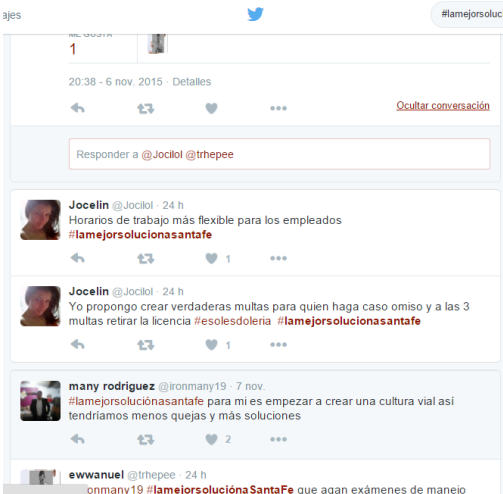 ajes
#lamejorsoluc
ME GUSTA
1
20:38 - 6 nov. 2015 · Detalles
Ocultar conversación
Responder a @Jocilol @trhepee
Jocelin @Jocilol · 24 h
Horarios de trabajo más flexible para los empleados
#lamejorsolucionasantafe
1
Jocelin @Jocilol · 24 h
Yo propongo crear verdaderas multas para quien haga caso omiso y a las 3
multas retirar la licencia #esolesdoleria #lamejorsolucionasantafe
1
many rodriguez @ironmany19 · 7 nov.
#lamejorsoluciónasantafe para mi es empezar a crear una cultura vial así
tendríamos menos quejas y más soluciones
2
ewwanuel @trhepee · 24 h
onmany19 #lamejorsoluciónaSantaFe que agan exámenes de manejo